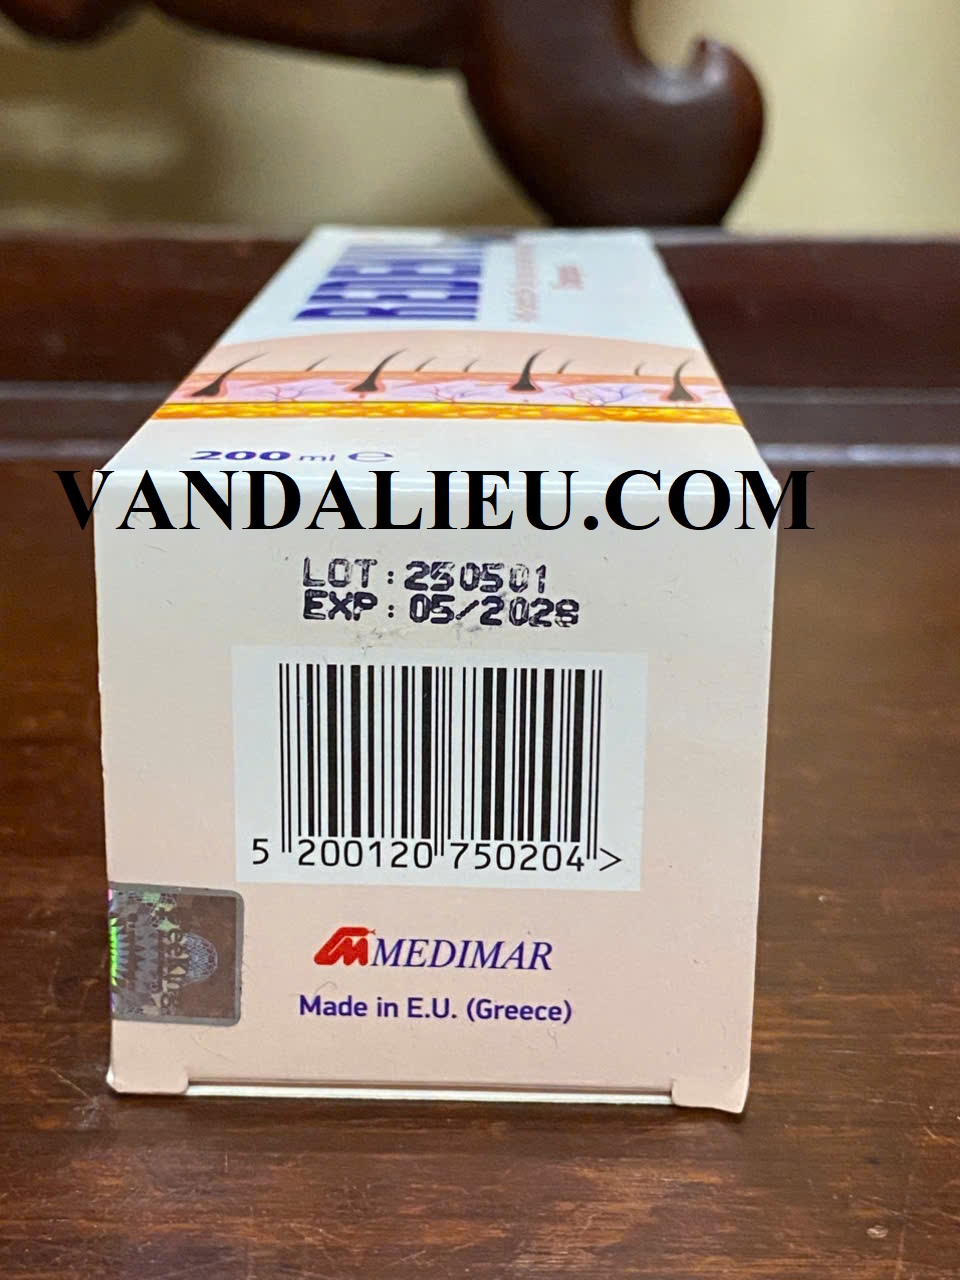 200 ml e
VANDALIEU.COM
LOT : 250501
EXP : 05/2028
5 200120 750204 >
MEDIMAR
Made in E.U. (Greece)